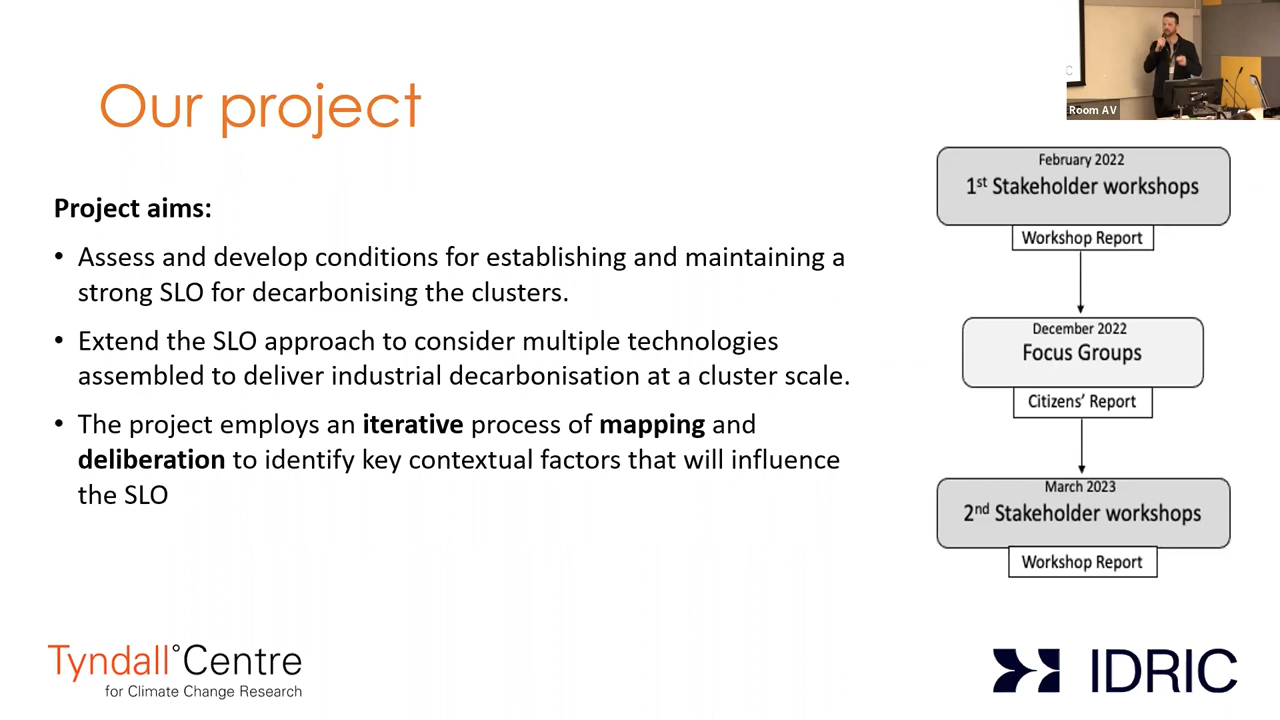 Our project
Room AV
Project aims:
• Assess and develop conditions for establishing and maintaining a
strong SLO for decarbonising the clusters.
• Extend the SLO approach to consider multiple technologies
assembled to deliver industrial decarbonisation at a cluster scale.
• The project employs an iterative process of mapping and
deliberation to identify key contextual factors that will influence
the SLO
February 2022
1st Stakeholder workshops
Workshop Report
December 2022
Focus Groups
Citizens’ Report
March 2023
2nd Stakeholder workshops
Workshop Report
Tyndall°Centre
for Climate Change Research
IDRIC